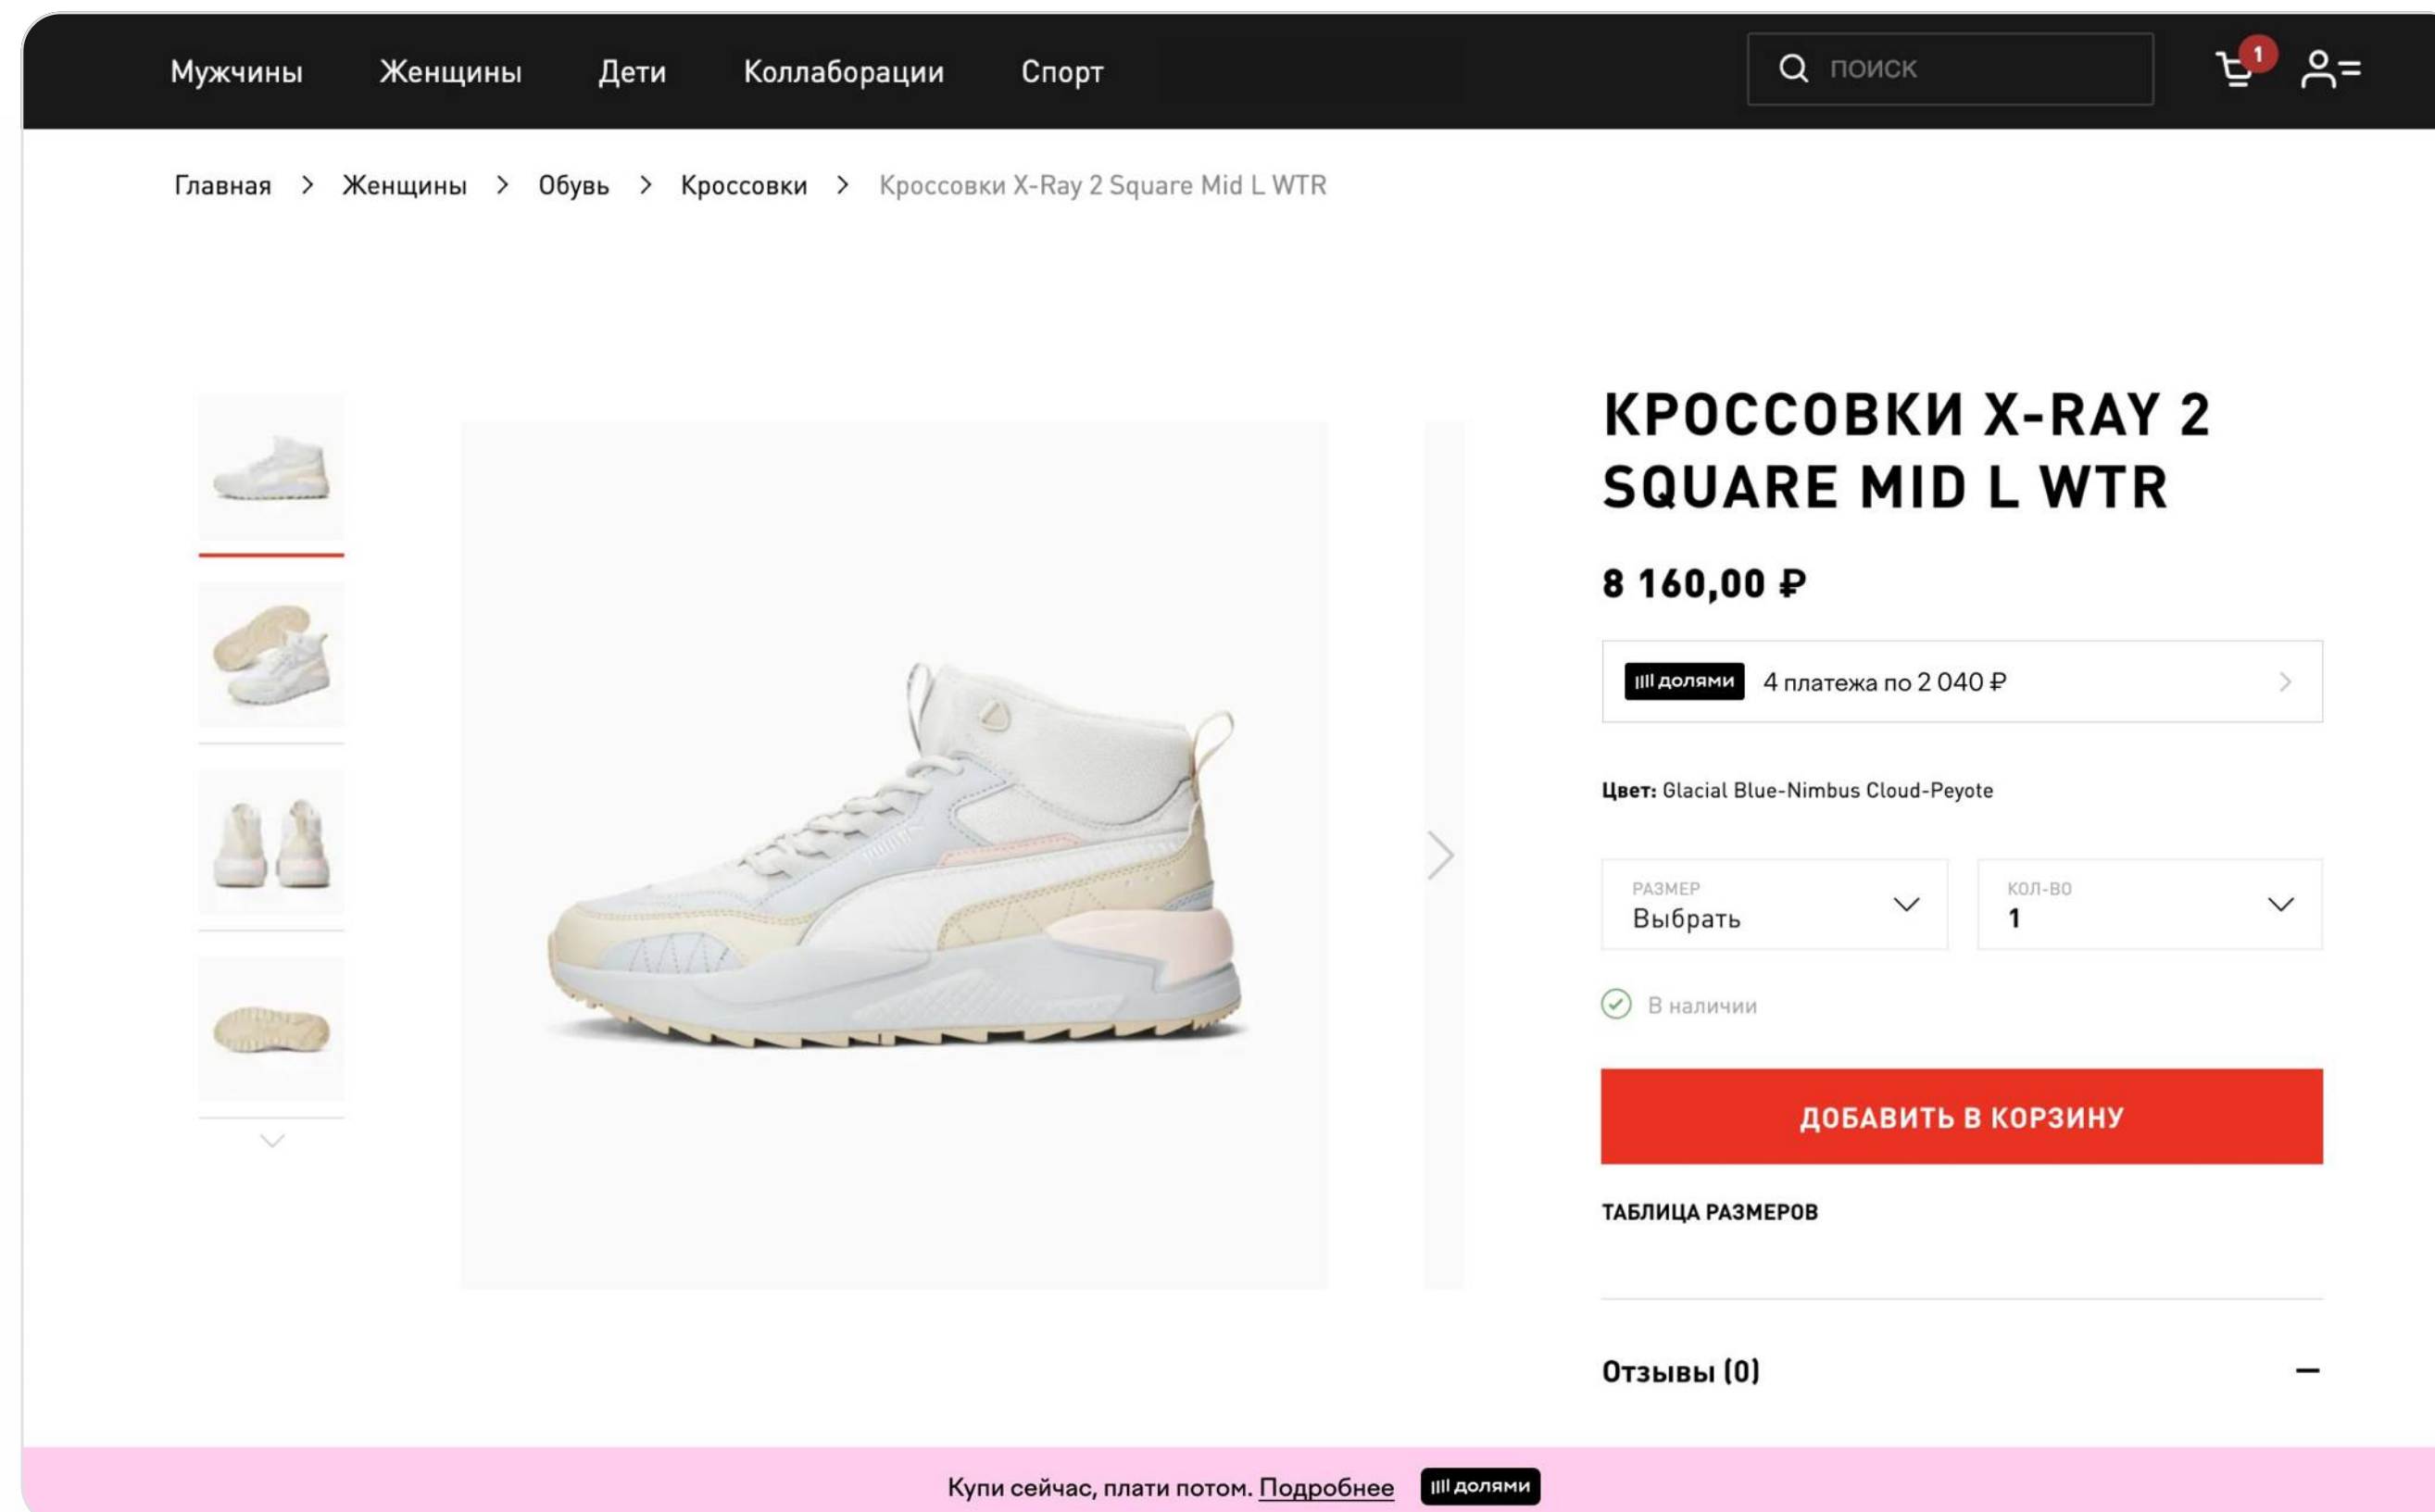 Мужчины Женщины Дети Коллаборации Спорт ПОИСК 1
Главная > Женщины > Обувь > Кроссовки > Кроссовки X-Ray 2 Square Mid L WTR
КРОССОВКИ X-RAY 2
SQUARE MID L WTR
8 160,00 ₽
долями 4 платежа по 2 040 ₽
Цвет: Glacial Blue-Nimbus Cloud-Peyote
РАЗМЕР
Выбрать
КОЛ-ВО
1
В наличии
ДОБАВИТЬ В КОРЗИНУ
ТАБЛИЦА РАЗМЕРОВ
Отзывы (0)
Купи сейчас, плати потом. Подробнее долями